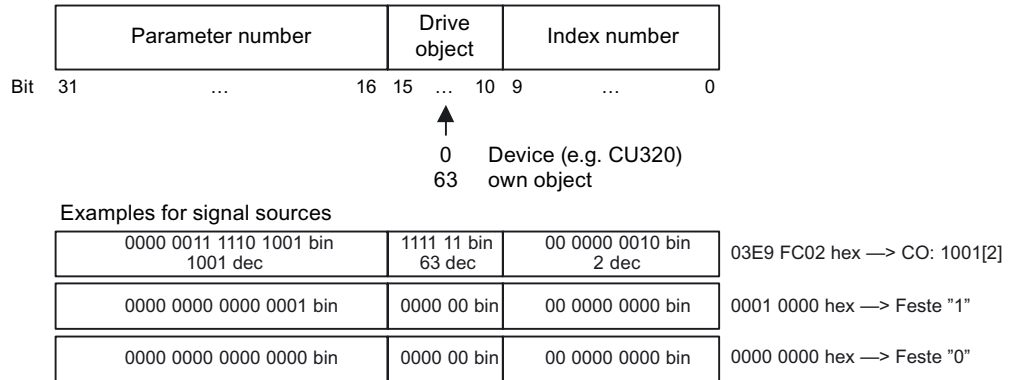 Parameter number Drive object Index number
Bit 31 … 16 15 … 10 9 … 0
0 Device (e.g. CU320)
63 own object
Examples for signal sources
0000 0011 1110 1001 bin 1111 11 bin 00 0000 0010 bin
1001 dec 63 dec 2 dec
03E9 FC02 hex —> CO: 1001[2]
0000 0000 0000 0001 bin 0000 00 bin 00 0000 0000 bin 0001 0000 hex —> Feste ”1”
0000 0000 0000 0000 bin 0000 00 bin 00 0000 0000 bin 0000 0000 hex —> Feste ”0”